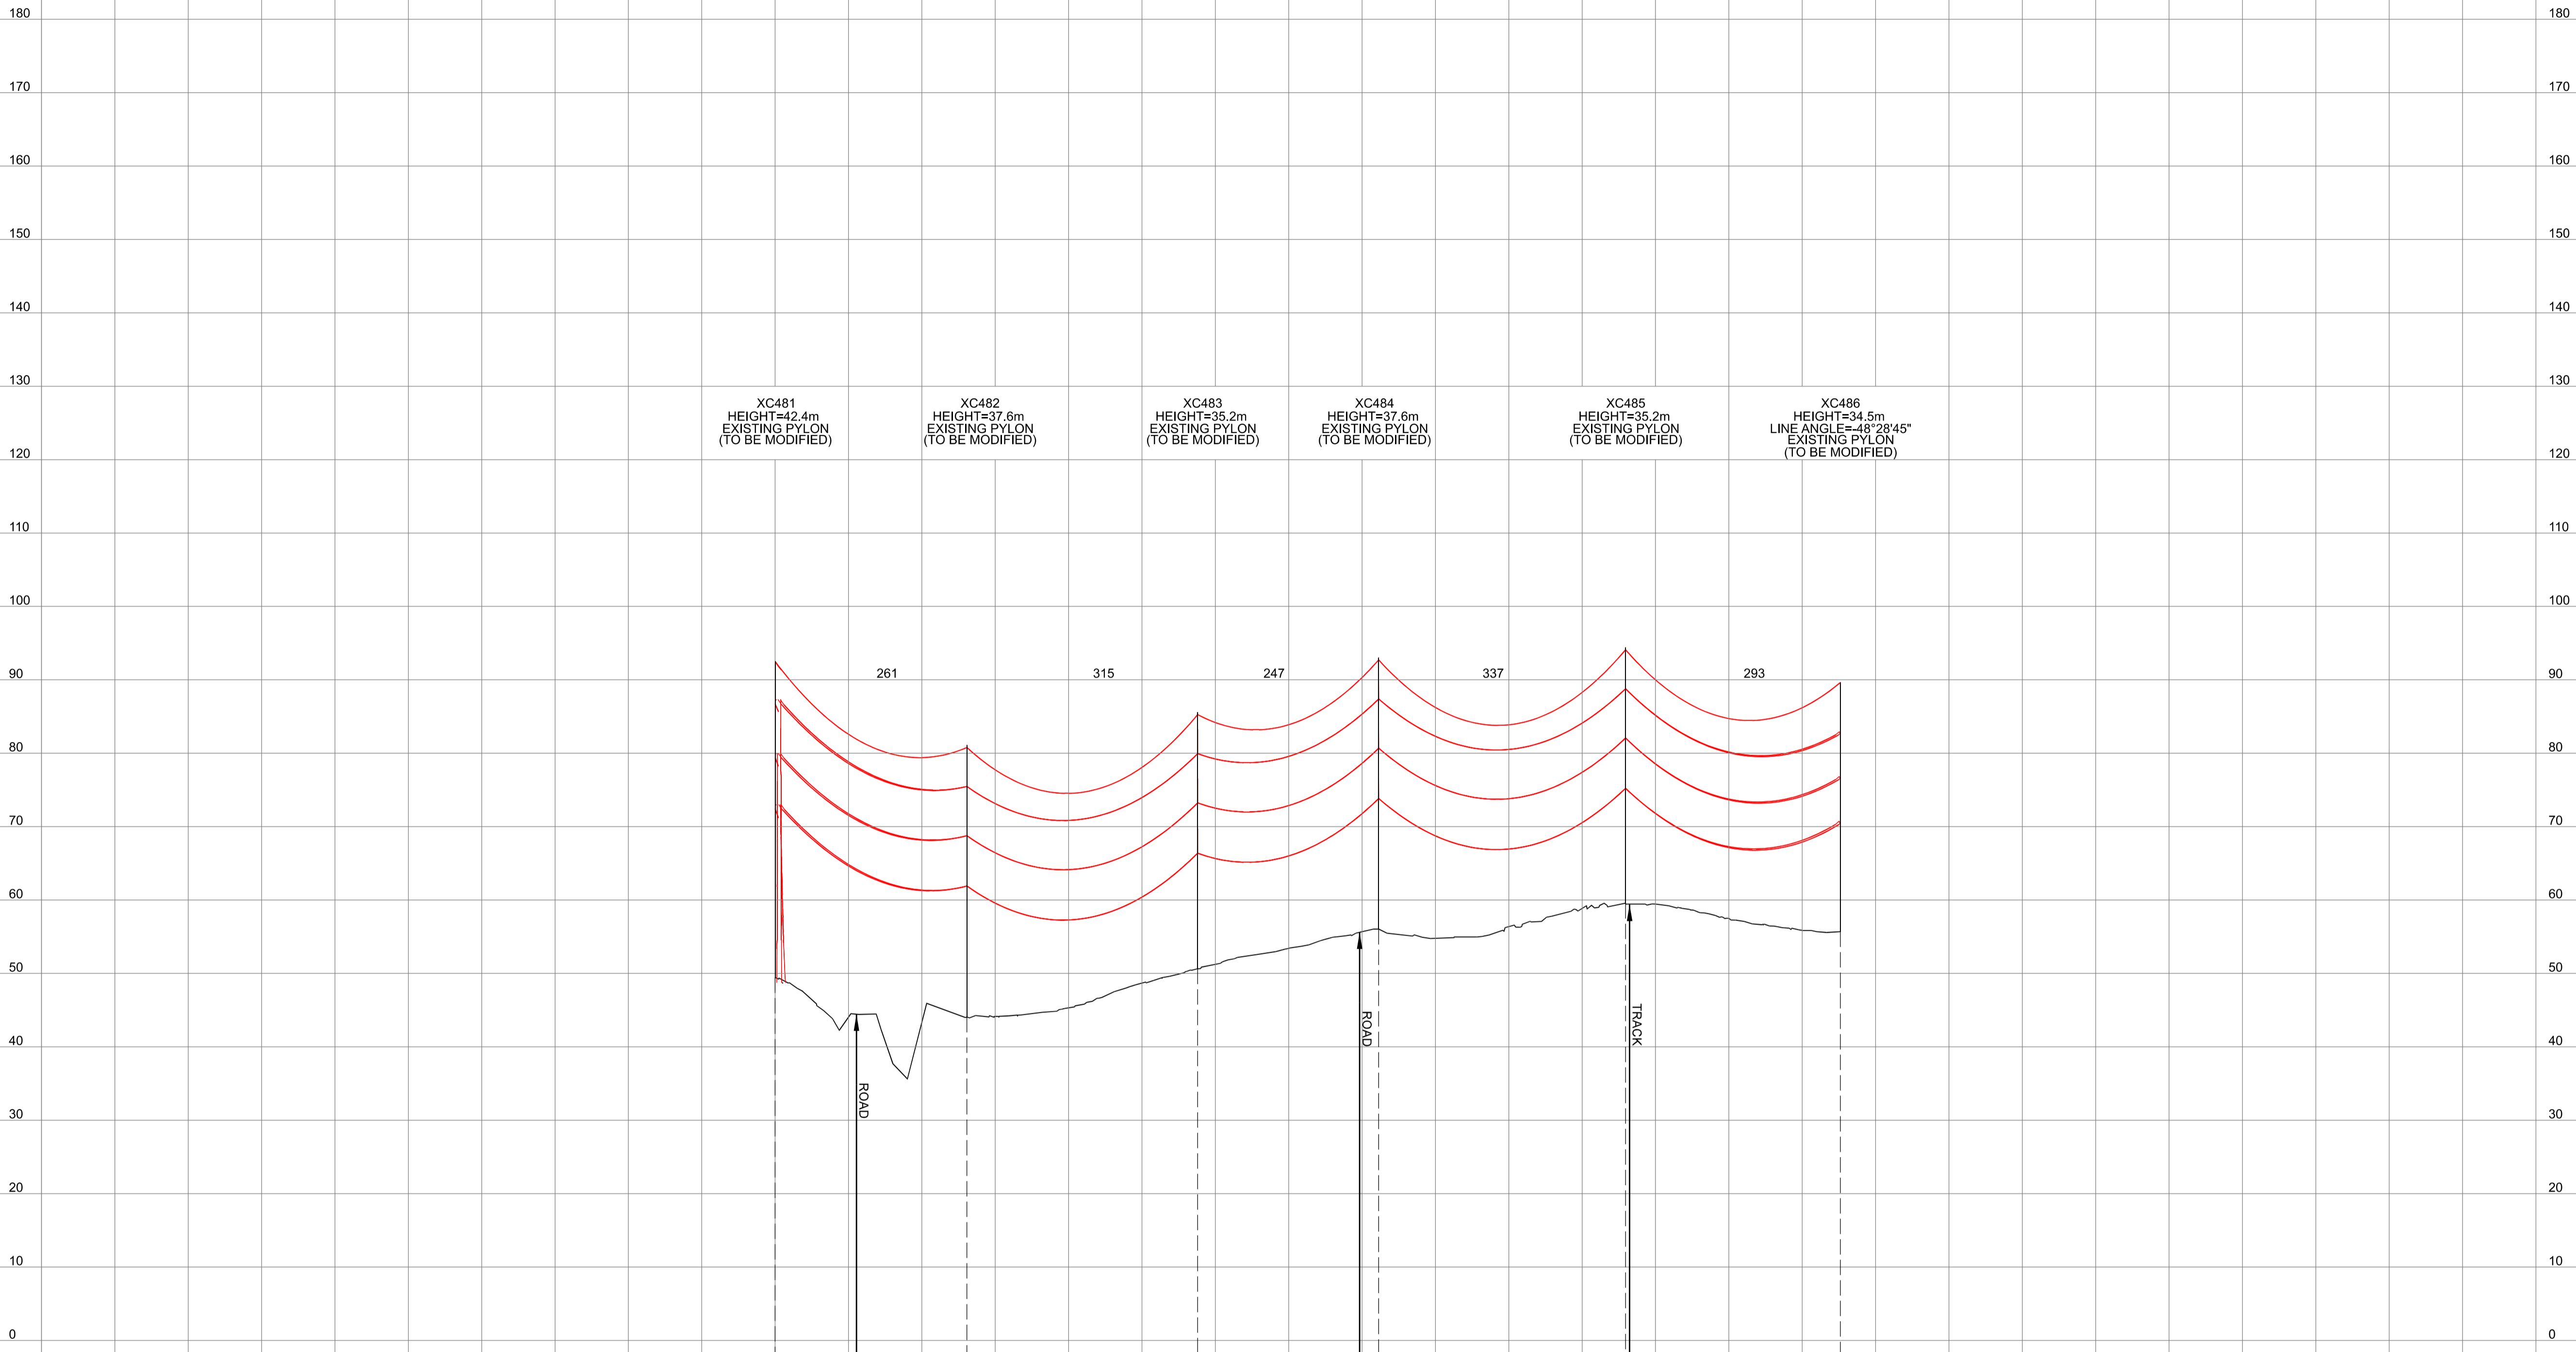 180 180
170 170
160 160
150 150
140 140
130 130
XC481
HEIGHT=42.4m
EXISTING PYLON
(TO BE MODIFIED)
XC482
HEIGHT=37.6m
EXISTING PYLON
(TO BE MODIFIED)
XC483
HEIGHT=35.2m
EXISTING PYLON
(TO BE MODIFIED)
XC484
HEIGHT=37.6m
EXISTING PYLON
(TO BE MODIFIED)
XC485
HEIGHT=35.2m
EXISTING PYLON
(TO BE MODIFIED)
XC486
HEIGHT=34.5m
LINE ANGLE=-48°28'45"
EXISTING PYLON
(TO BE MODIFIED)
120 120
110 110
100 100
90 261 315 247 337 293 90
80 80
70 70
60 60
50 50
ROAD
TRACK
40 40
ROAD
30 30
20 20
10 10
0 0